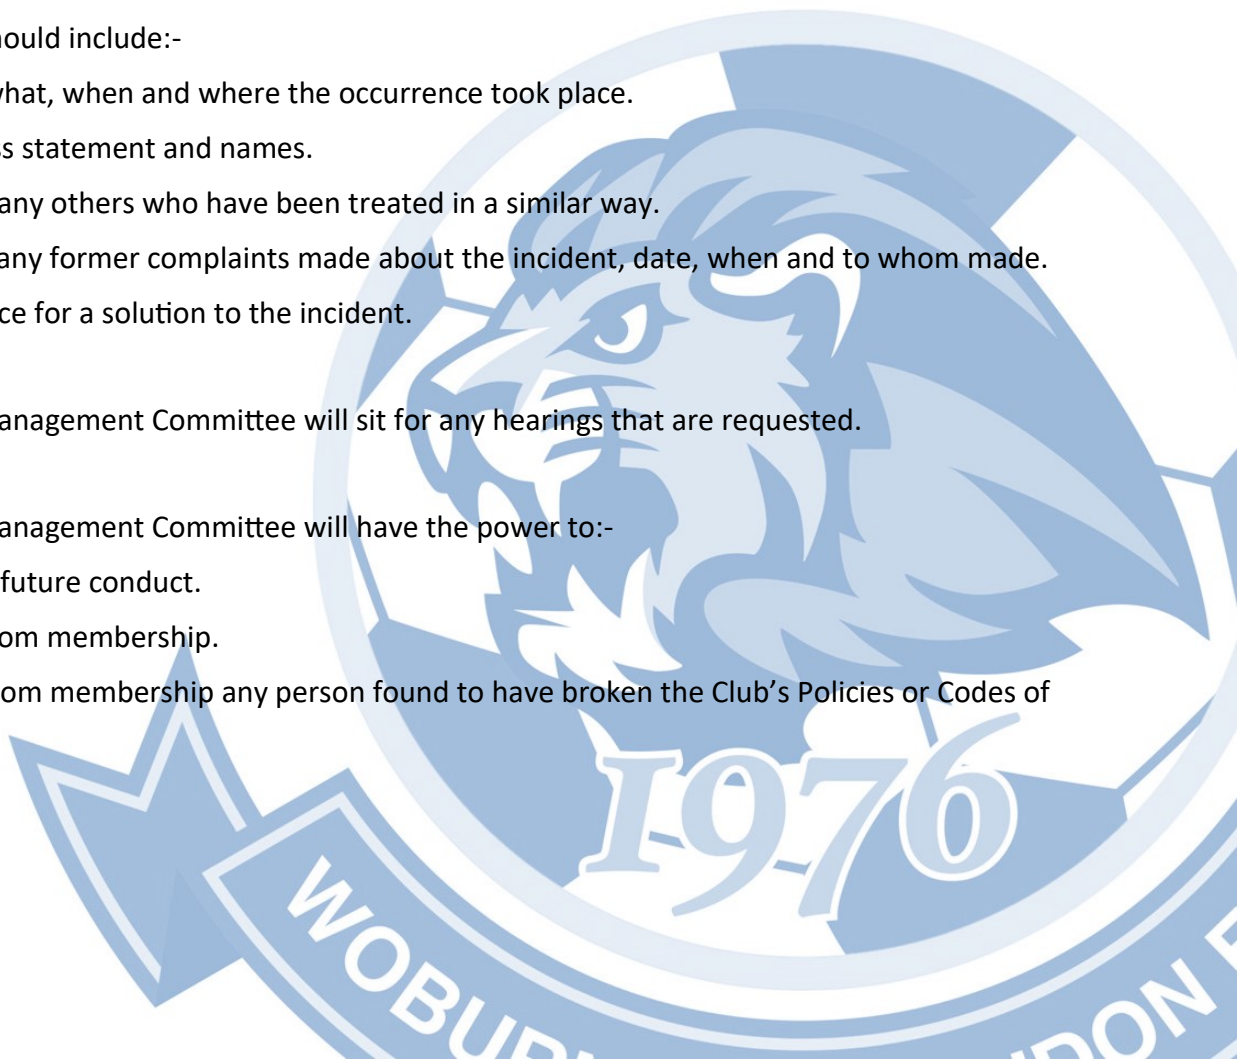 ould include:-
hat, when and where the occurrence took place.
ss statement and names.
any others who have been treated in a similar way.
any former complaints made about the incident, date, when and to whom made.
ce for a solution to the incident.
anagement Committee will sit for any hearings that are requested.
anagement Committee will have the power to:-
future conduct.
om membership.
om membership any person found to have broken the Club’s Policies or Codes of
1976
WOBUR
DON